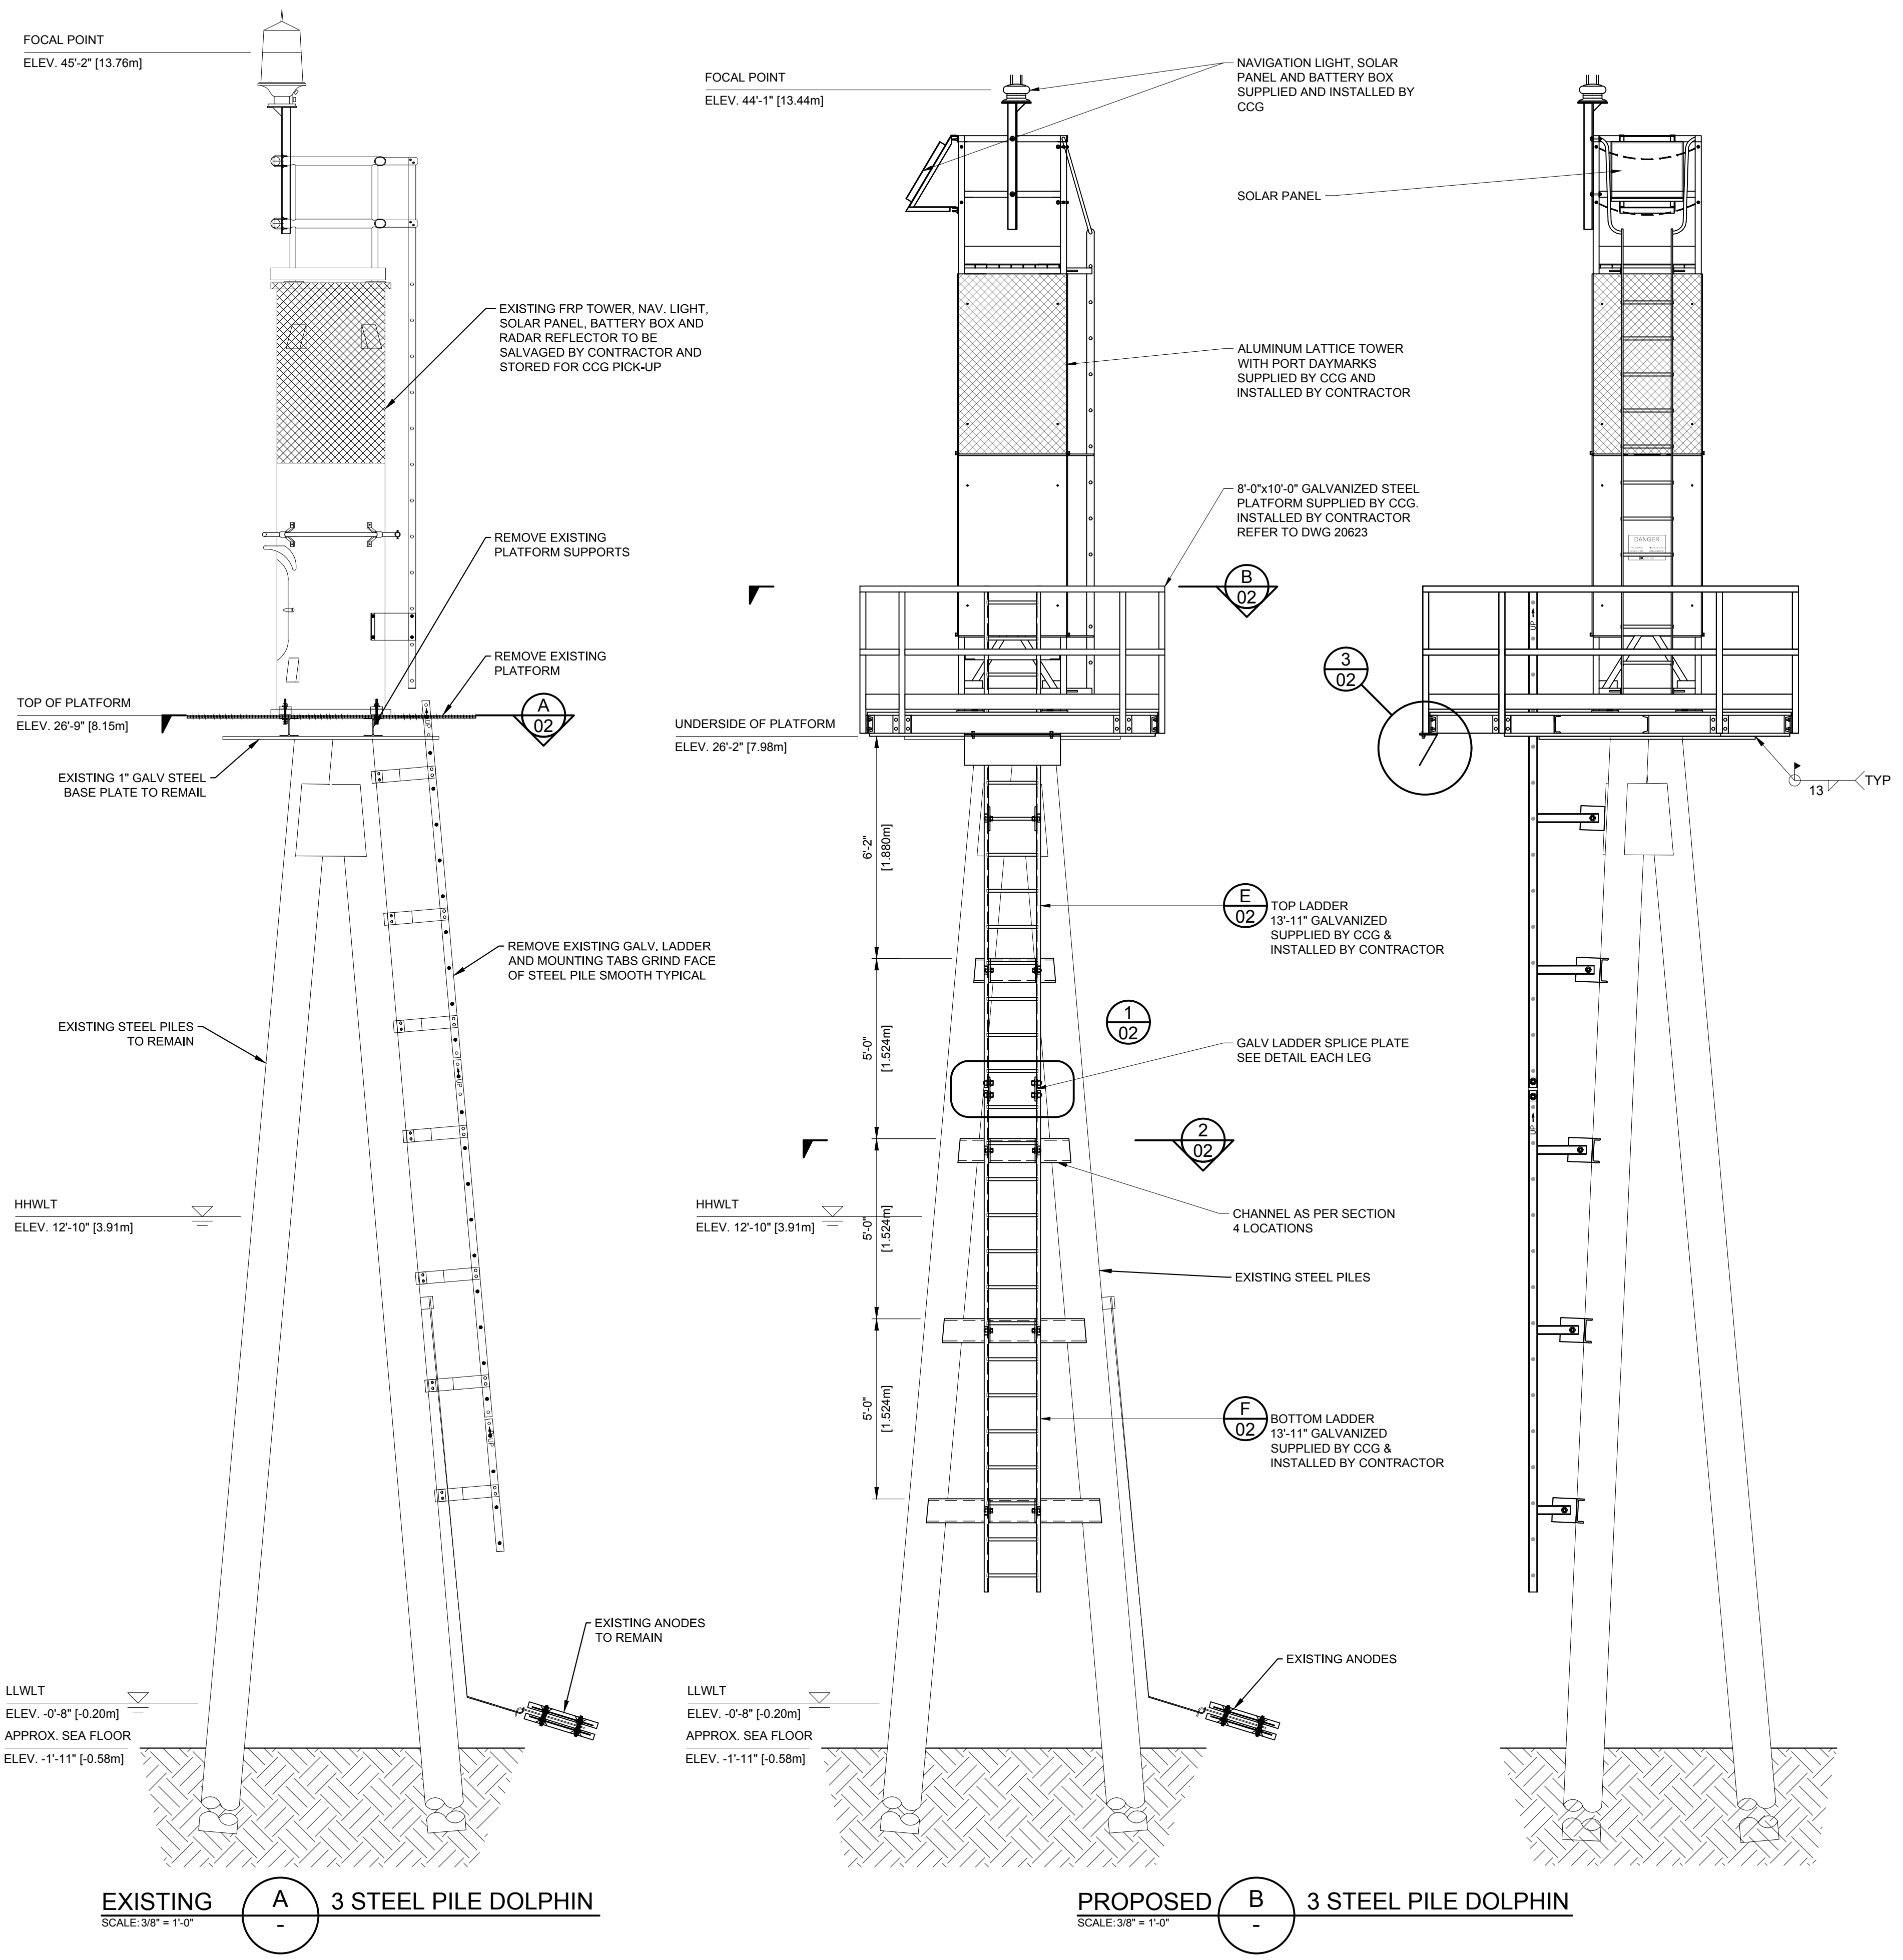 FOCAL POINT
ELEV. 45'-2" [13.76m]
EXISTING FRP TOWER, NAV. LIGHT,
SOLAR PANEL, BATTERY BOX AND
RADAR REFLECTOR TO BE
SALVAGED BY CONTRACTOR AND
STORED FOR CCG PICK-UP
REMOVE EXISTING
PLATFORM SUPPORTS
REMOVE EXISTING
PLATFORM
TOP OF PLATFORM
ELEV. 26'-9" [8.15m]
A
02
UP
EXISTING 1" GALV STEEL
BASE PLATE TO REMAIL
REMOVE EXISTING GALV. LADDER
AND MOUNTING TABS GRIND FACE
OF STEEL PILE SMOOTH TYPICAL
EXISTING STEEL PILES
TO REMAIN
UP
HHWLT
ELEV. 12'-10" [3.91m]
UP
EXISTING ANODES
TO REMAIN
LLWLT
ELEV. -0'-8" [-0.20m]
APPROX. SEA FLOOR
ELEV. -1'-11" [-0.58m]
EXISTING
SCALE: 3/8" = 1'-0"
A
-
3 STEEL PILE DOLPHIN
FOCAL POINT
ELEV. 44'-1" [13.44m]
NAVIGATION LIGHT, SOLAR
PANEL AND BATTERY BOX
SUPPLIED AND INSTALLED BY
CCG
SOLAR PANEL
ALUMINUM LATTICE TOWER
WITH PORT DAYMARKS
SUPPLIED BY CCG AND
INSTALLED BY CONTRACTOR
8'-0"x10'-0" GALVANIZED STEEL
PLATFORM SUPPLIED BY CCG.
INSTALLED BY CONTRACTOR
REFER TO DWG 20623
DANGER
B
02
UP
3
02
UNDERSIDE OF PLATFORM
ELEV. 26'-2" [7.98m]
13
TYP
6'-2"
[1.880m]
E
02
TOP LADDER
13'-11" GALVANIZED
SUPPLIED BY CCG &
INSTALLED BY CONTRACTOR
1
02
5'-0"
[1.524m]
GALV LADDER SPLICE PLATE
SEE DETAIL EACH LEG
UP
2
02
HHWLT
ELEV. 12'-10" [3.91m]
5'-0"
[1.524m]
CHANNEL AS PER SECTION
4 LOCATIONS
EXISTING STEEL PILES
5'-0"
[1.524m]
F
02
BOTTOM LADDER
13'-11" GALVANIZED
SUPPLIED BY CCG &
INSTALLED BY CONTRACTOR
EXISTING ANODES
LLWLT
ELEV. -0'-8" [-0.20m]
APPROX. SEA FLOOR
ELEV. -1'-11" [-0.58m]
PROPOSED
SCALE: 3/8" = 1'-0"
B
-
3 STEEL PILE DOLPHIN